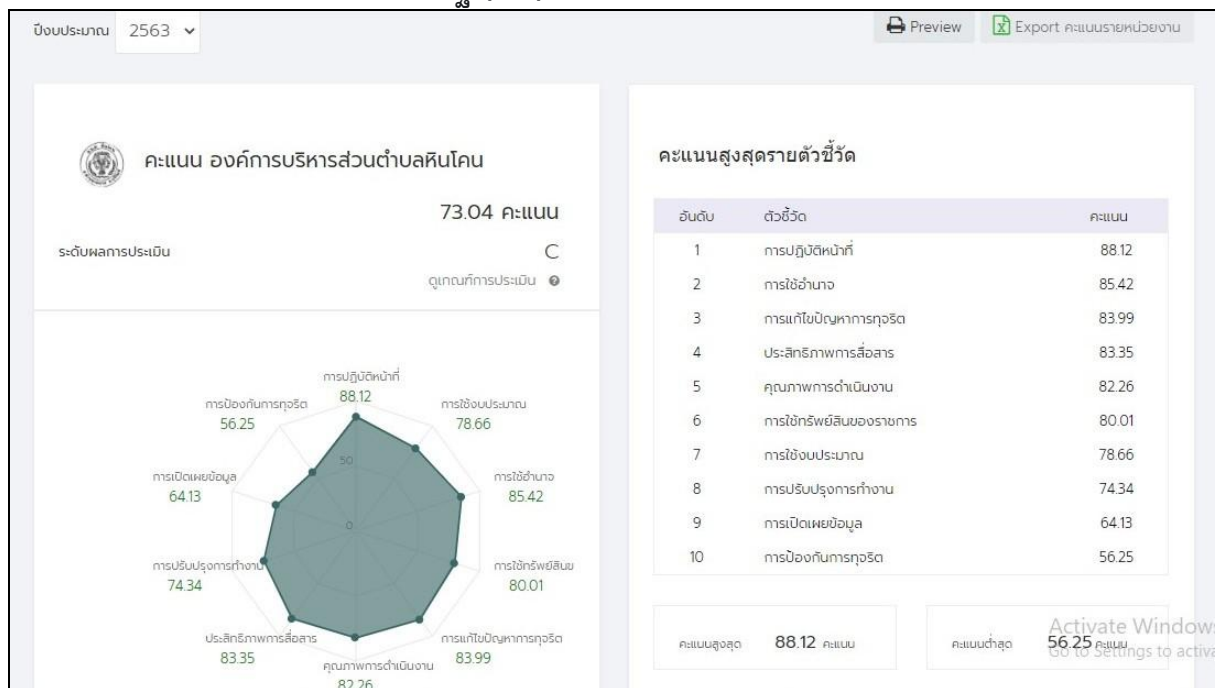 ปีงบประมาณ 2563
Preview
Export คะแนนรายหน่วยงาน
คะแนน องค์การบริหารส่วนตำบลหินโคน
73.04 คะแนน
ระดับผลการประเมิน C
ดูเกณฑ์การประเมิน
การปฏิบัติหน้าที่
88.12
การป้องกันการทุจริต
56.25
การใช้งบประมาณ
78.66
50
การเปิดเผยข้อมูล
64.13
การใช้อำนาจ
85.42
0
การปรับปรุงการทำงาน
74.34
การใช้ทรัพย์สินข
80.01
ประสิทธิภาพการสื่อสาร
83.35
การแก้ไขปัญหาการทุจริต
83.99
คุณภาพการดำเนินงาน
82.26
คะแนนสูงสุดรายตัวชี้วัด
อันดับ ตัวชี้วัด คะแนน
1 การปฏิบัติหน้าที่ 88.12
2 การใช้อำนาจ 85.42
3 การแก้ไขปัญหาการทุจริต 83.99
4 ประสิทธิภาพการสื่อสาร 83.35
5 คุณภาพการดำเนินงาน 82.26
6 การใช้ทรัพย์สินของราชการ 80.01
7 การใช้งบประมาณ 78.66
8 การปรับปรุงการทำงาน 74.34
9 การเปิดเผยข้อมูล 64.13
10 การป้องกันการทุจริต 56.25
คะแนนสูงสุด 88.12 คะแนน
คะแนนต่ำสุด 56.25 คะแนน
Activate Windows
Go to Settings to activa